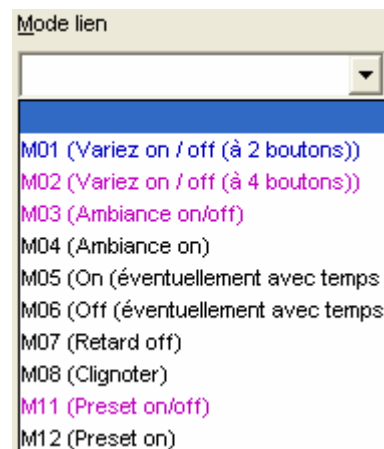 Mode lien
M01 (Variez on / off (à 2 boutons))
M02 (Variez on / off (à 4 boutons))
M03 (Ambiance on/off)
M04 (Ambiance on)
M05 (On (éventuellement avec temps
M06 (Off (éventuellement avec temps
M07 (Retard off)
M08 (Clignoter)
M11 (Preset on/off)
M12 (Preset on)